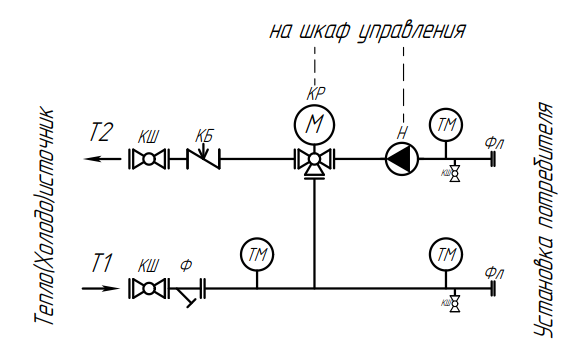 на шкаф управления
КР
М
Т2
КШ
КБ
Н
ТМ
Фл
КШ
Т1
КШ
Ф
ТМ
ТМ
Фл
КШ
Тепло(Холодо)источник
Установка потребителя